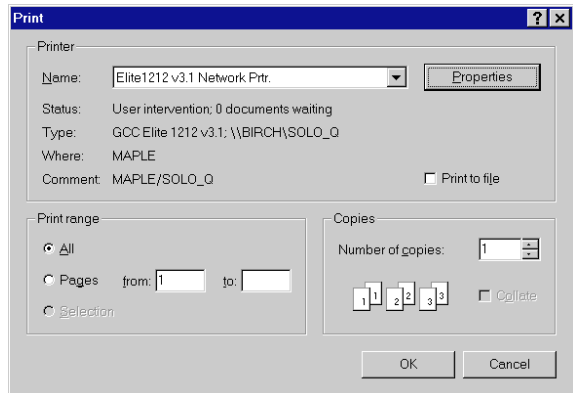 Print
Printer
Name: Elite1212 v3.1 Network Prtr. Properties
Status: User intervention; 0 documents waiting
Type: GCC Elite 1212 v3.1; \\BIRCH\SOLO_Q
Where: MAPLE
Comment: MAPLE/SOLO_Q Print to file
Print range
All
Pages from: 1 to:
Selection
Copies
Number of copies: 1
1 1 2 2 3 3 Collate
OK Cancel